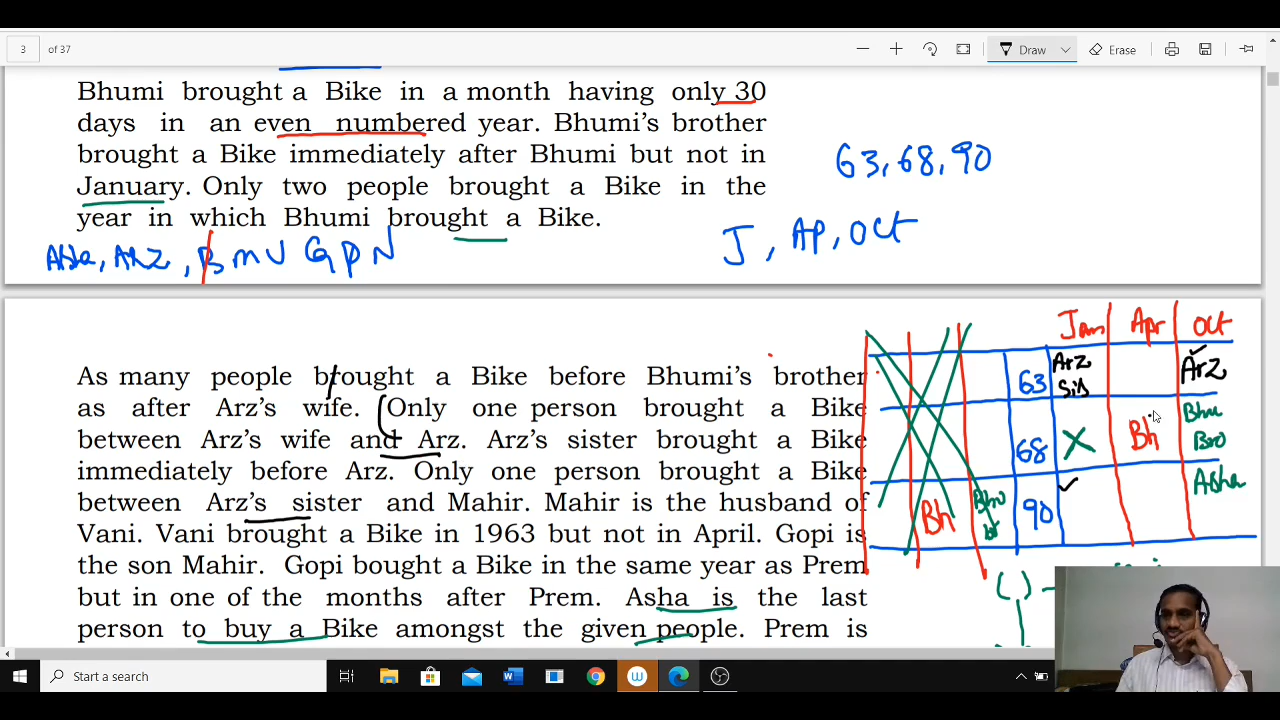 3 of 37
Draw
Erase
Bhumi brought a Bike in a month having only 30
days in an even numbered year. Bhumi's brother
brought a Bike immediately after Bhumi but not in
January. Only two people brought a Bike in the
year in which Bhumi brought a Bike.
63, 68, 90
J, AP, Oct
Asha, Arz, B m V G P N
As many people brought a Bike before Bhumi's brother
as after Arz's wife. Only one person brought a Bike
between Arz's wife and Arz. Arz's sister brought a Bike
immediately before Arz. Only one person brought a Bike
between Arz's sister and Mahir. Mahir is the husband of
Vani. Vani brought a Bike in 1963 but not in April. Gopi is
the son Mahir. Gopi bought a Bike in the same year as Prem
but in one of the months after Prem. Asha is the last
person to buy a Bike amongst the given people. Prem is
Jan Apr Oct
63 Arz Sis Arz
68 Bh Bhu Bro
Bh 90 Asha
Type here to search